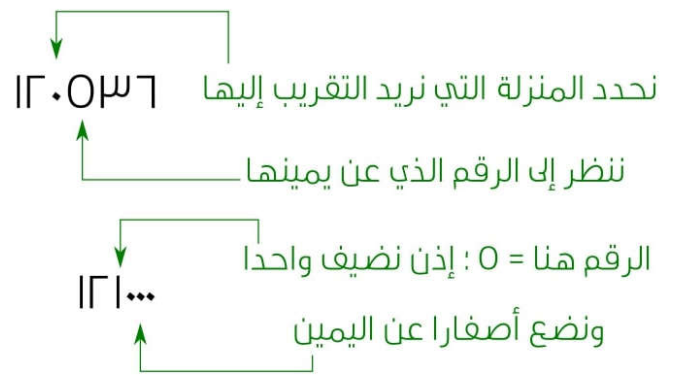 نحدد المنزلة التي نريد التقريب إليها
١٢٠٥٣٦
ننظر إلى الرقم الذي عن يمينها
الرقم هنا = ٥ ؛ إذن نضيف واحدا
١٢١٠٠٠
ونضع أصفارا عن اليمين